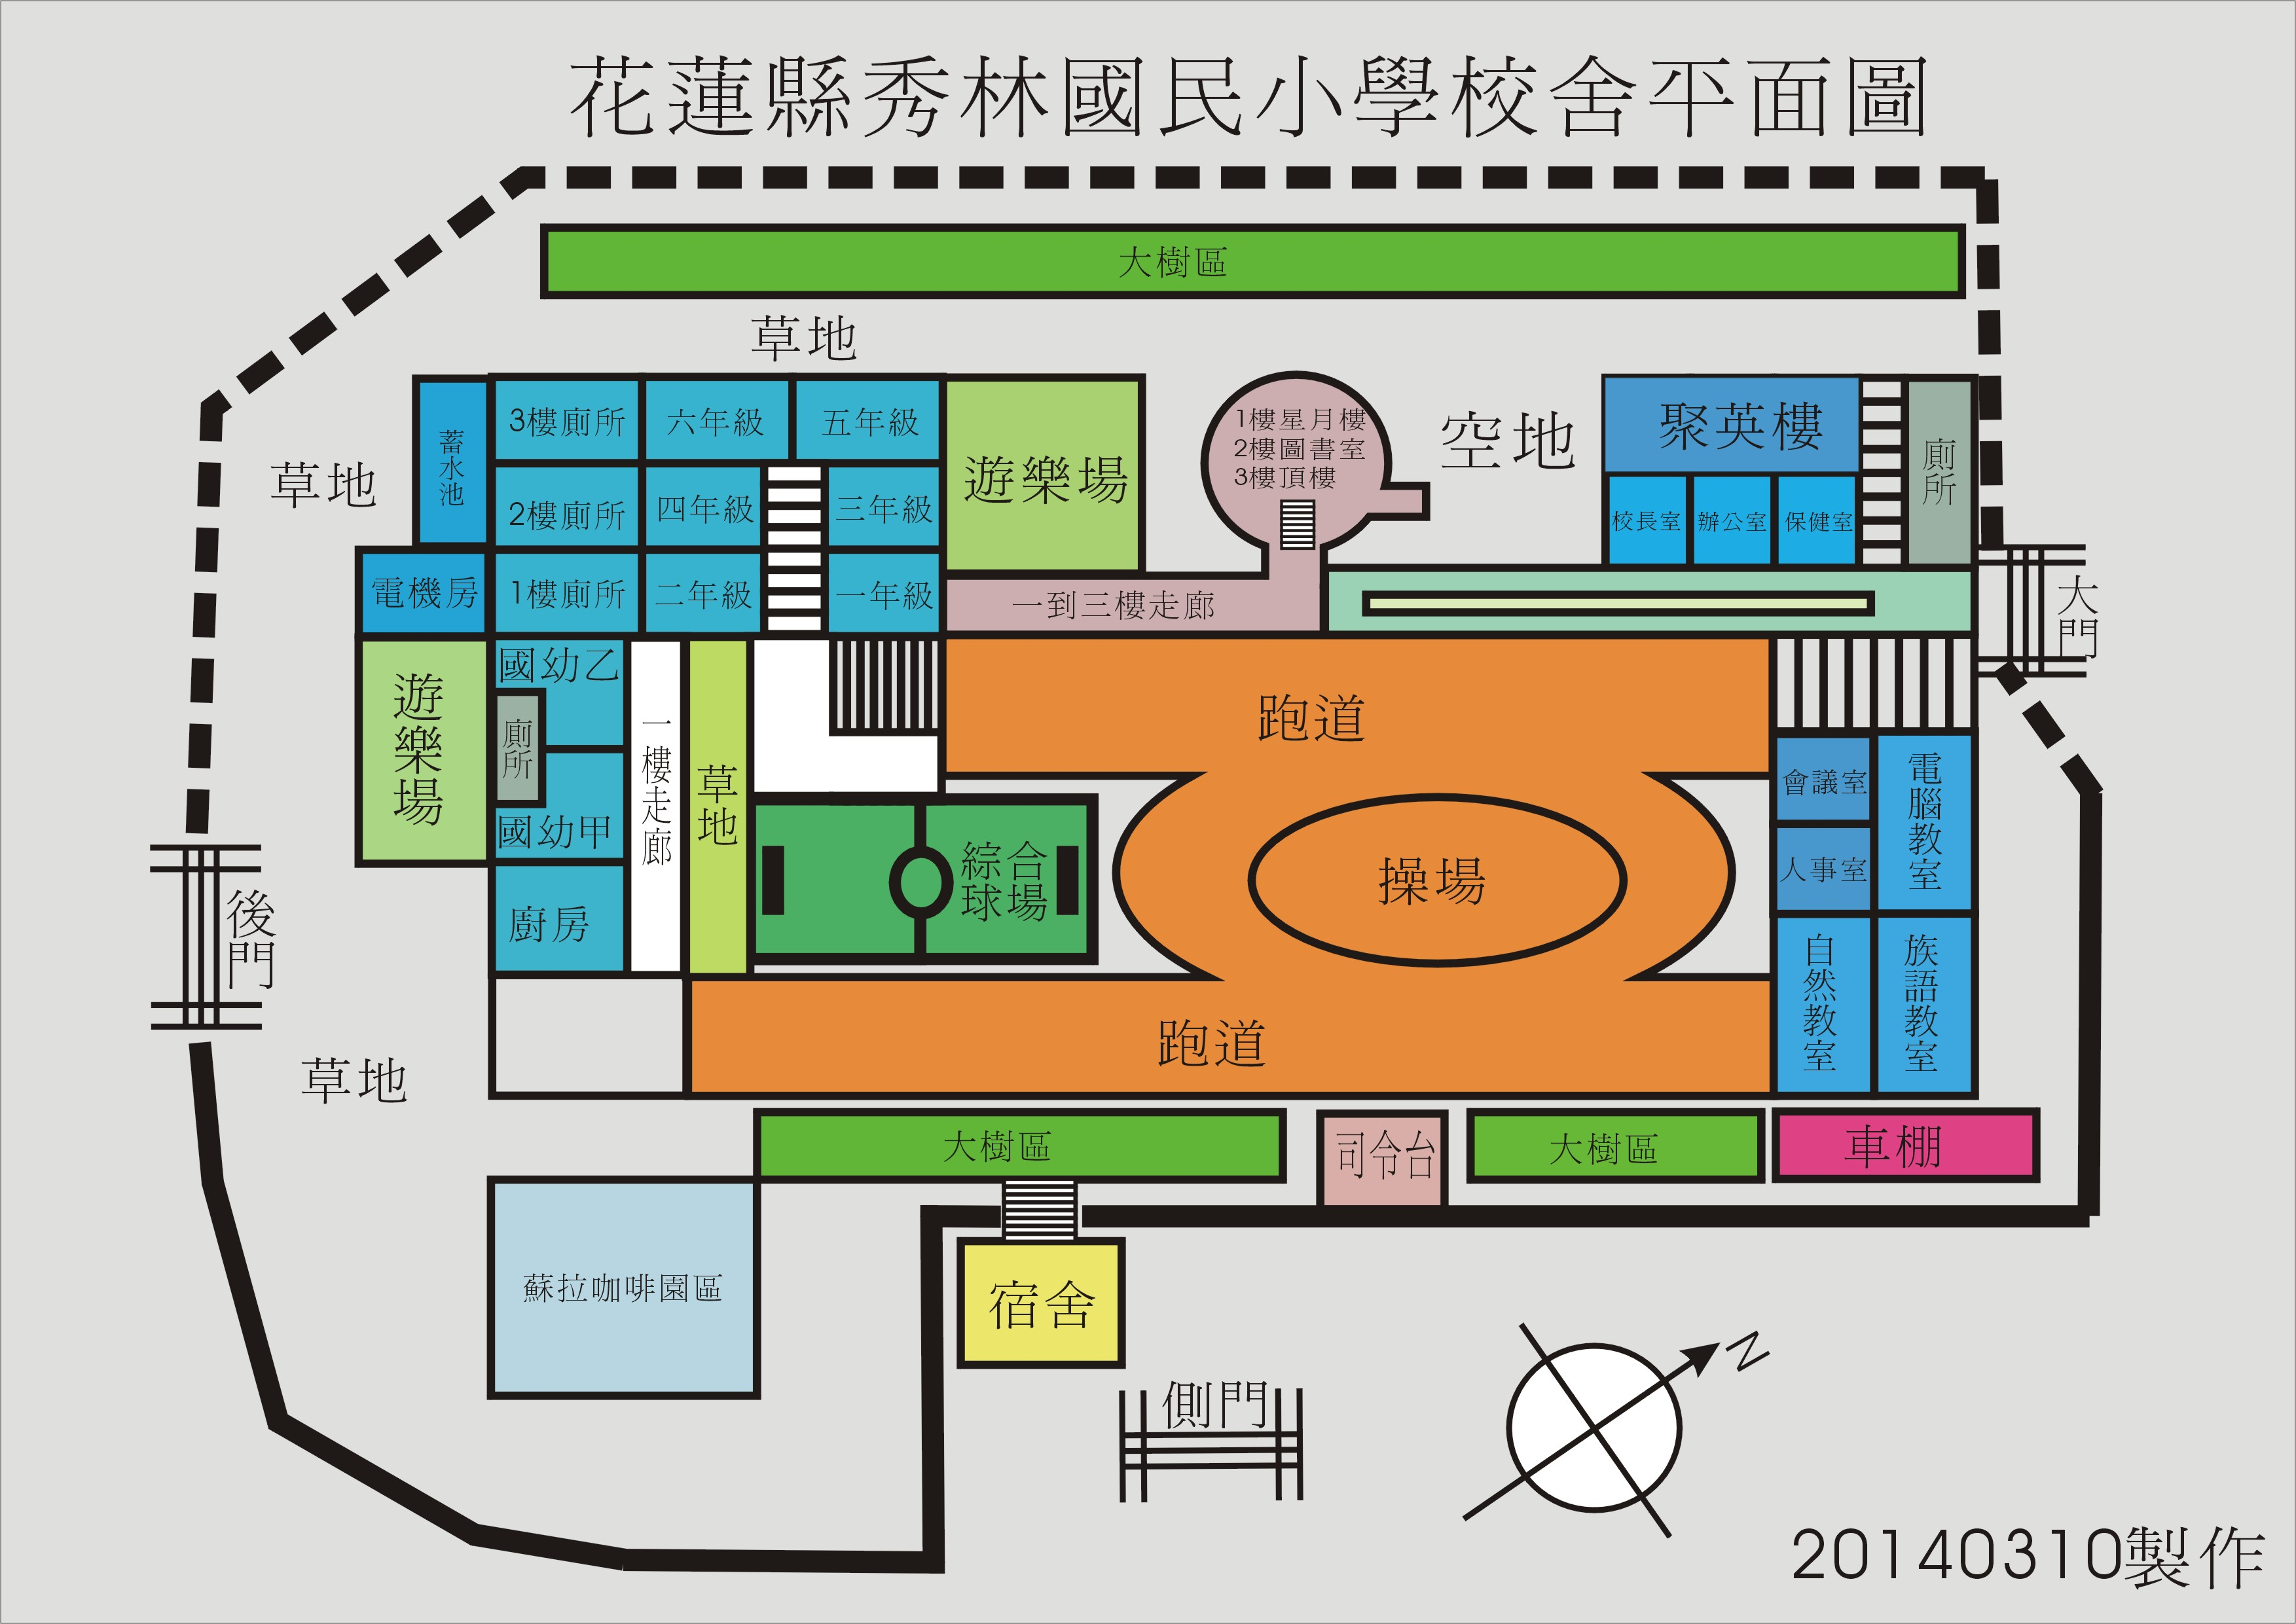 花蓮縣秀林國民小學校舍平面圖
大樹區
草地
草地
蓄水池
3樓廁所
六年級
五年級
遊樂場
1樓星月樓
2樓圖書室
3樓頂樓
空地
聚英樓
廁所
2樓廁所
四年級
三年級
校長室
辦公室
保健室
電機房
1樓廁所
二年級
一年級
一到三樓走廊
大門
遊樂場
國幼乙
廁所
國幼甲
廚房
一樓走廊
草地
跑道
綜合
球場
操場
會議室
人事室
電腦教室
自然教室
族語教室
後門
草地
跑道
大樹區
司令台
大樹區
車棚
蘇拉咖啡園區
宿舍
側門
N
20140310製作